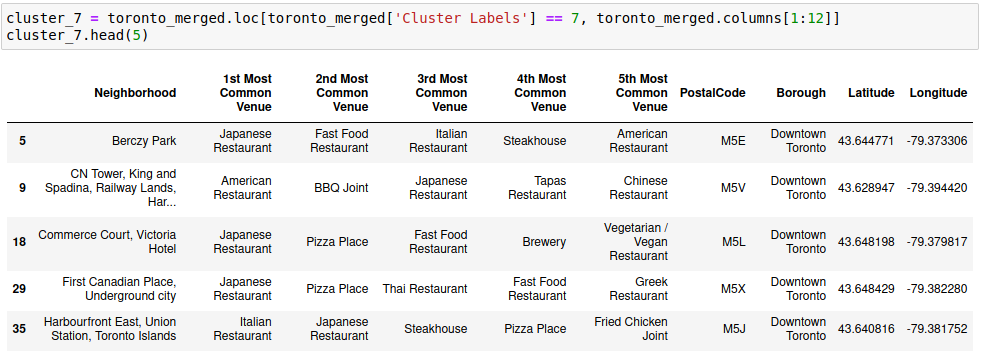 cluster_7 = toronto_merged.loc[toronto_merged['Cluster Labels'] == 7, toronto_merged.columns[1:12]]
cluster_7.head(5)
Neighborhood 1st Most Common Venue 2nd Most Common Venue 3rd Most Common Venue 4th Most Common Venue 5th Most Common Venue PostalCode Borough Latitude Longitude
5 Berczy Park Japanese Restaurant Fast Food Restaurant Italian Restaurant Steakhouse American Restaurant M5E Downtown Toronto 43.644771 -79.373306
9 CN Tower, King and Spadina, Railway Lands, Har... American Restaurant BBQ Joint Japanese Restaurant Tapas Restaurant Chinese Restaurant M5V Downtown Toronto 43.628947 -79.394420
18 Commerce Court, Victoria Hotel Japanese Restaurant Pizza Place Fast Food Restaurant Brewery Vegetarian / Vegan Restaurant M5L Downtown Toronto 43.648198 -79.379817
29 First Canadian Place, Underground city Japanese Restaurant Pizza Place Thai Restaurant Fast Food Restaurant Greek Restaurant M5X Downtown Toronto 43.648429 -79.382280
35 Harbourfront East, Union Station, Toronto Islands Italian Restaurant Japanese Restaurant Steakhouse Pizza Place Fried Chicken Joint M5J Downtown Toronto 43.640816 -79.381752